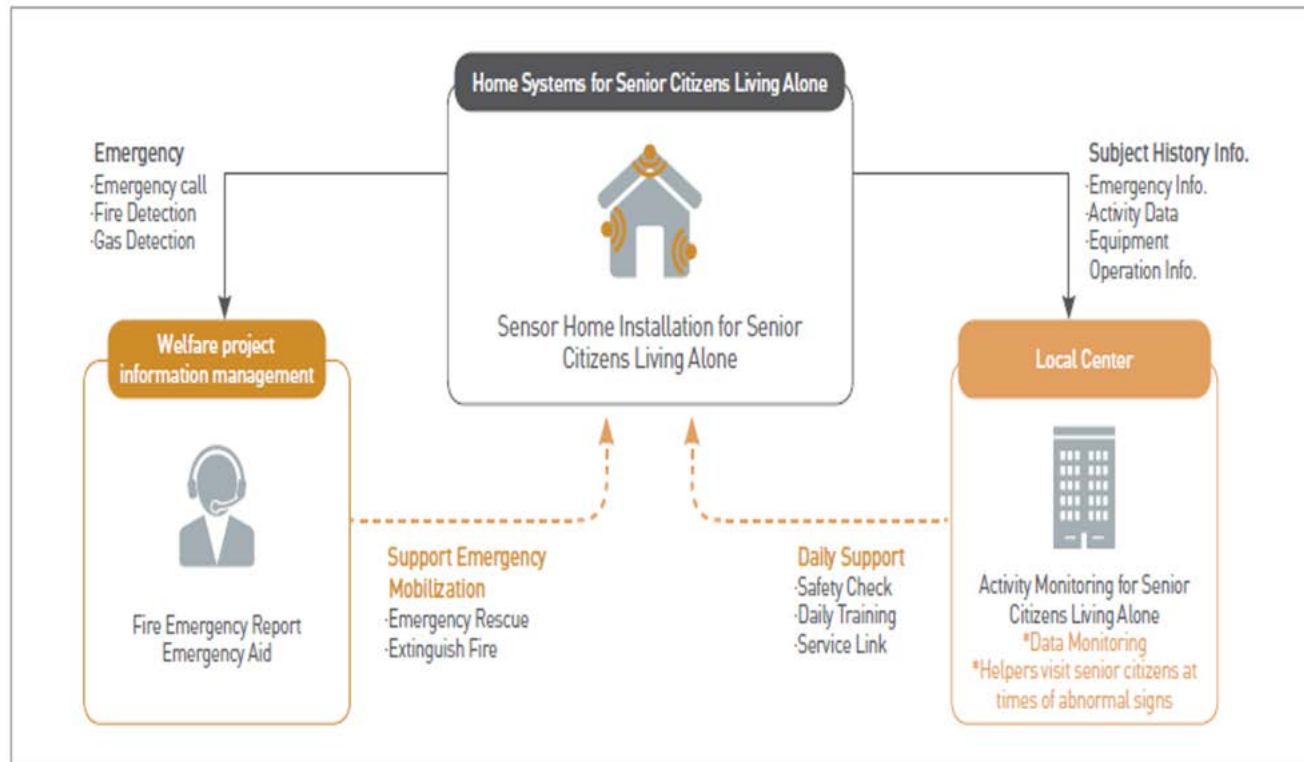 Home Systems for Senior Citizens Living Alone
Sensor Home Installation for Senior
Citizens Living Alone
Emergency
·Emergency call
·Fire Detection
·Gas Detection
Subject History Info.
·Emergency Info.
·Activity Data
·Equipment
Operation Info.
Welfare project
information management
Fire Emergency Report
Emergency Aid
Support Emergency
Mobilization
·Emergency Rescue
·Extinguish Fire
Daily Support
·Safety Check
·Daily Training
·Service Link
Local Center
Activity Monitoring for Senior
Citizens Living Alone
*Data Monitoring
*Helpers visit senior citizens at
times of abnormal signs